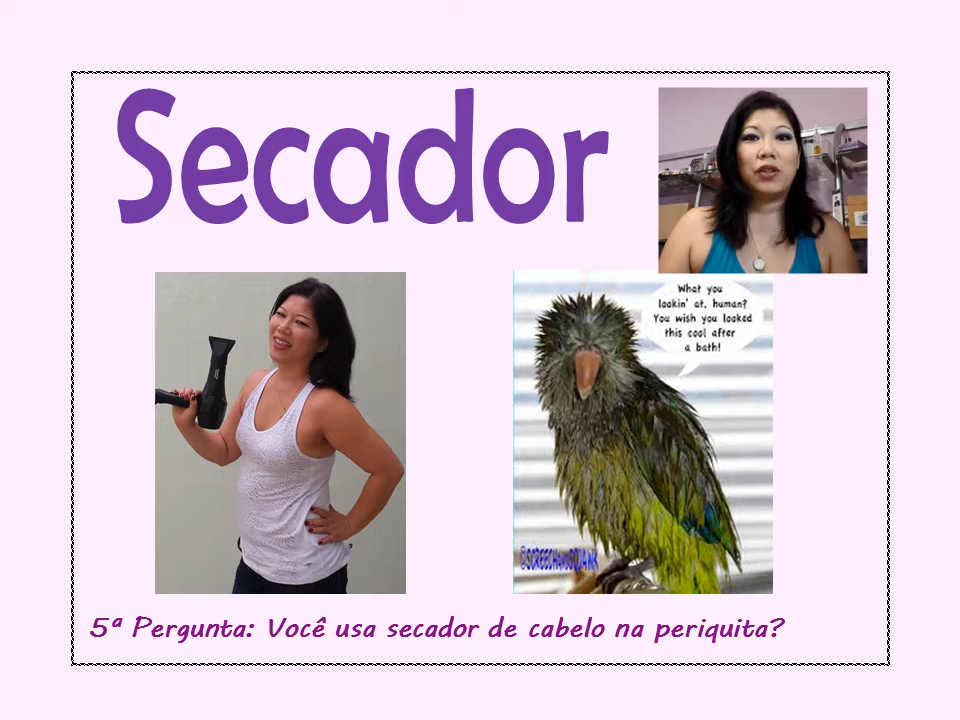 Secador
What you
lookin' at, human?
You wish you looked
this cool after
a bath!
@SCREECHANDSQUAWK
5ª Pergunta: Você usa secador de cabelo na periquita?